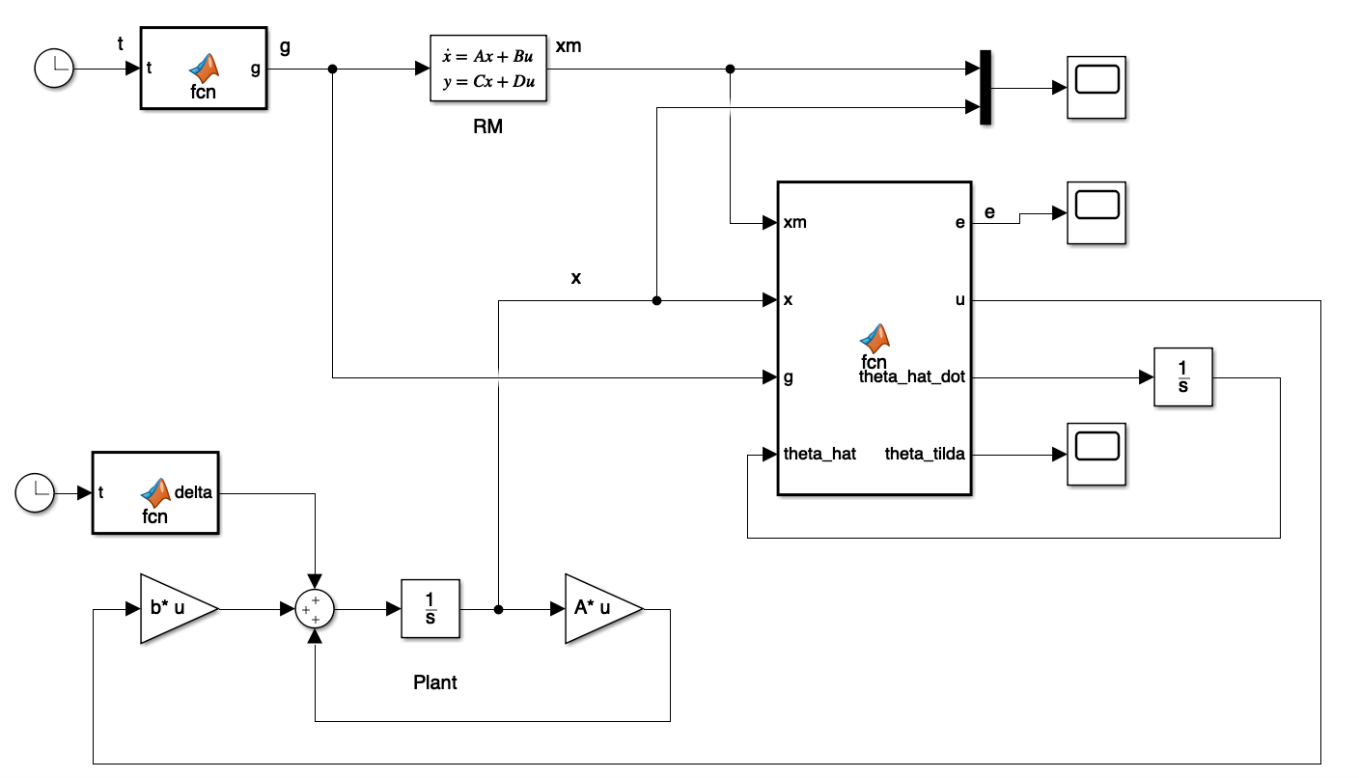 t
g
t
g
fcn
ẋ = Ax + Bu
y = Cx + Du
xm
RM
xm
e
e
x
x
u
fcn
g
theta_hat_dot
1
s
theta_hat
theta_tilda
t
delta
fcn
b* u
+
+
+
1
s
A* u
Plant